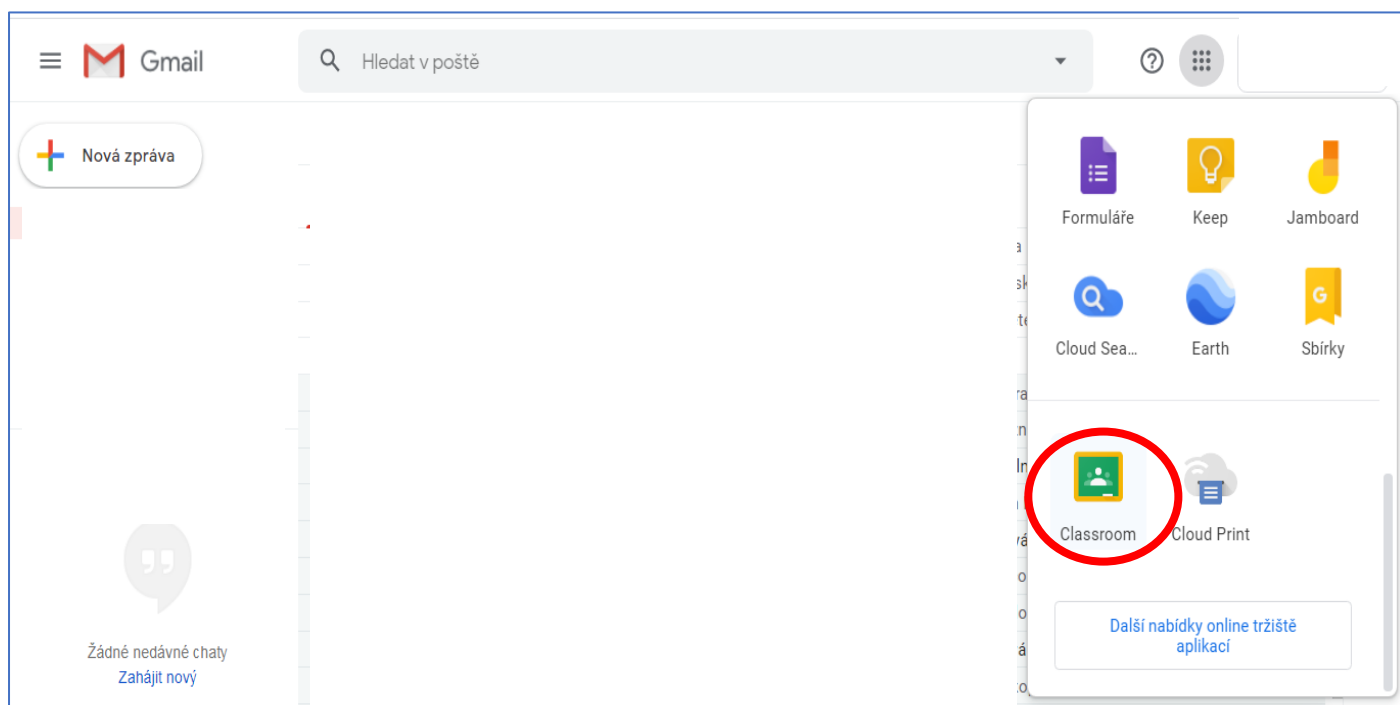 Gmail
Hledat v poště
Nová zpráva
Formuláře
Keep
Jamboard
Cloud Sea...
Earth
G
Sbírky
Classroom
Cloud Print
Další nabídky online tržiště
aplikací
Žádné nedávné chaty
Zahájit nový